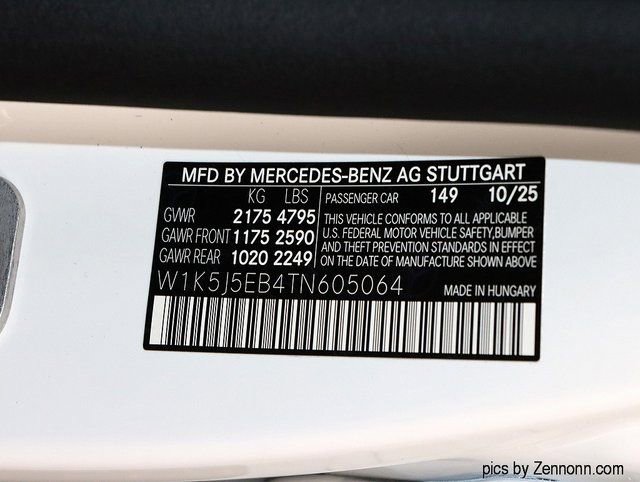 MFD BY MERCEDES-BENZ AG STUTTGART
KG LBS PASSENGER CAR 149 10/25
GVWR 2175 4795
GAWR FRONT 1175 2590
GAWR REAR 1020 2249
THIS VEHICLE CONFORMS TO ALL APPLICABLE
U.S. FEDERAL MOTOR VEHICLE SAFETY,BUMPER
AND THEFT PREVENTION STANDARDS IN EFFECT
ON THE DATE OF MANUFACTURE SHOWN ABOVE
W1K5J5EB4TN605064
MADE IN HUNGARY
pics by Zennonn.com